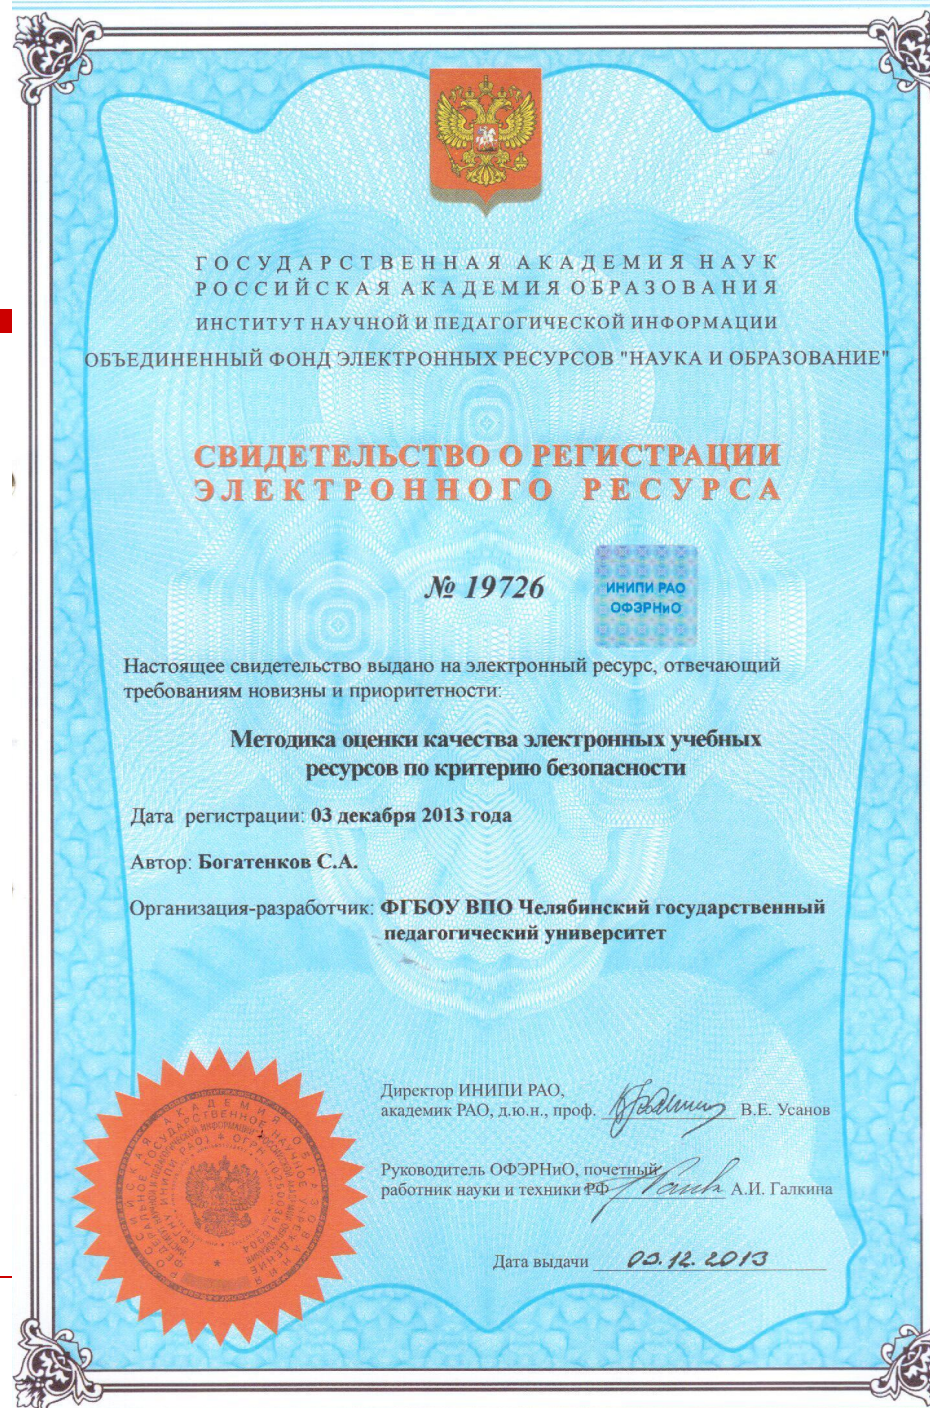 ГОСУДАРСТВЕННАЯ АКАДЕМИЯ НАУК
РОССИЙСКАЯ АКАДЕМИЯ ОБРАЗОВАНИЯ
ИНСТИТУТ НАУЧНОЙ И ПЕДАГОГИЧЕСКОЙ ИНФОРМАЦИИ
ОБЪЕДИНЕННЫЙ ФОНД ЭЛЕКТРОННЫХ РЕСУРСОВ "НАУКА И ОБРАЗОВАНИЕ"
СВИДЕТЕЛЬСТВО О РЕГИСТРАЦИИ
ЭЛЕКТРОННОГО РЕСУРСА
№ 19726
ИНИПИ РАО
ОФЭРНиО
Настоящее свидетельство выдано на электронный ресурс, отвечающий
требованиям новизны и приоритетности:
Методика оценки качества электронных учебных
ресурсов по критерию безопасности
Дата регистрации: 03 декабря 2013 года
Автор: Богатенков С.А.
Организация-разработчик: ФГБОУ ВПО Челябинский государственный
педагогический университет
Директор ИНИПИ РАО,
академик РАО, д.ю.н., проф. В.Е. Усанов
Руководитель ОФЭРНиО, почетный
работник науки и техники РФ А.И. Галкина
Дата выдачи 03.12.2013
РОССИЙСКАЯ АКАДЕМИЯ ОБРАЗОВАНИЯ